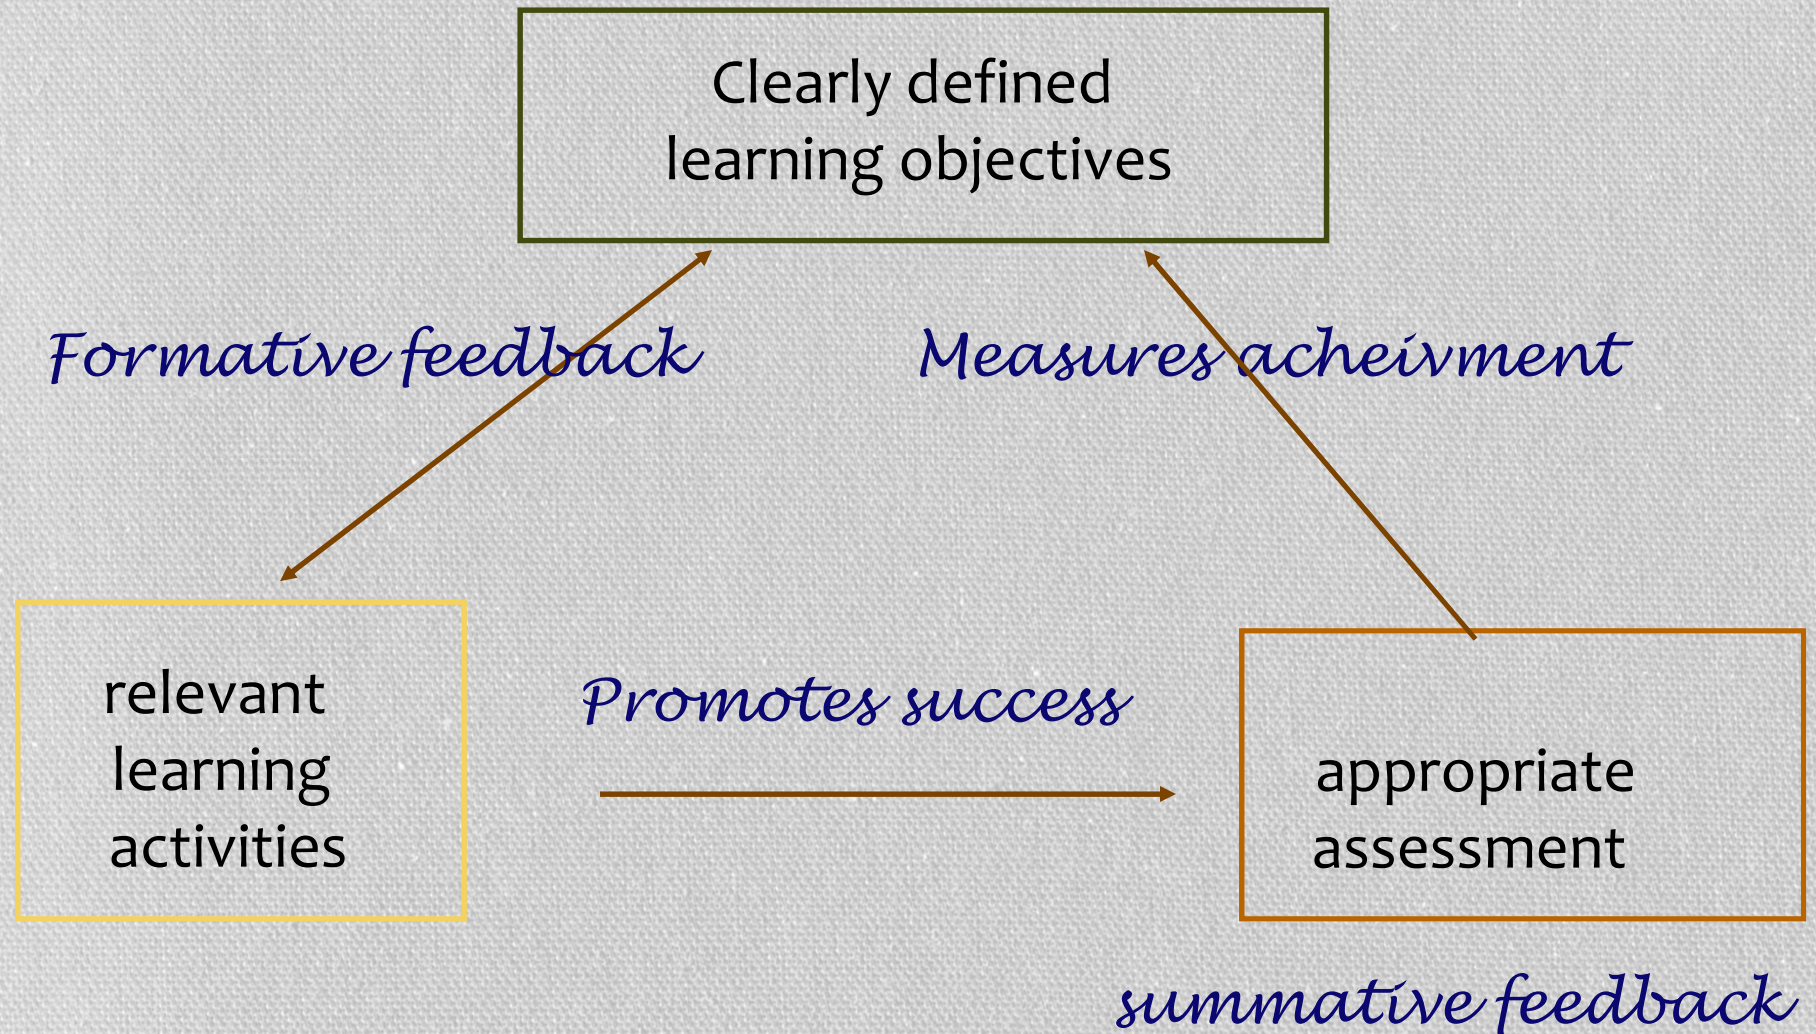 Clearly defined
learning objectives
Formative feedback
Measures acheivment
relevant
learning
activities
Promotes success
appropriate
assessment
summative feedback